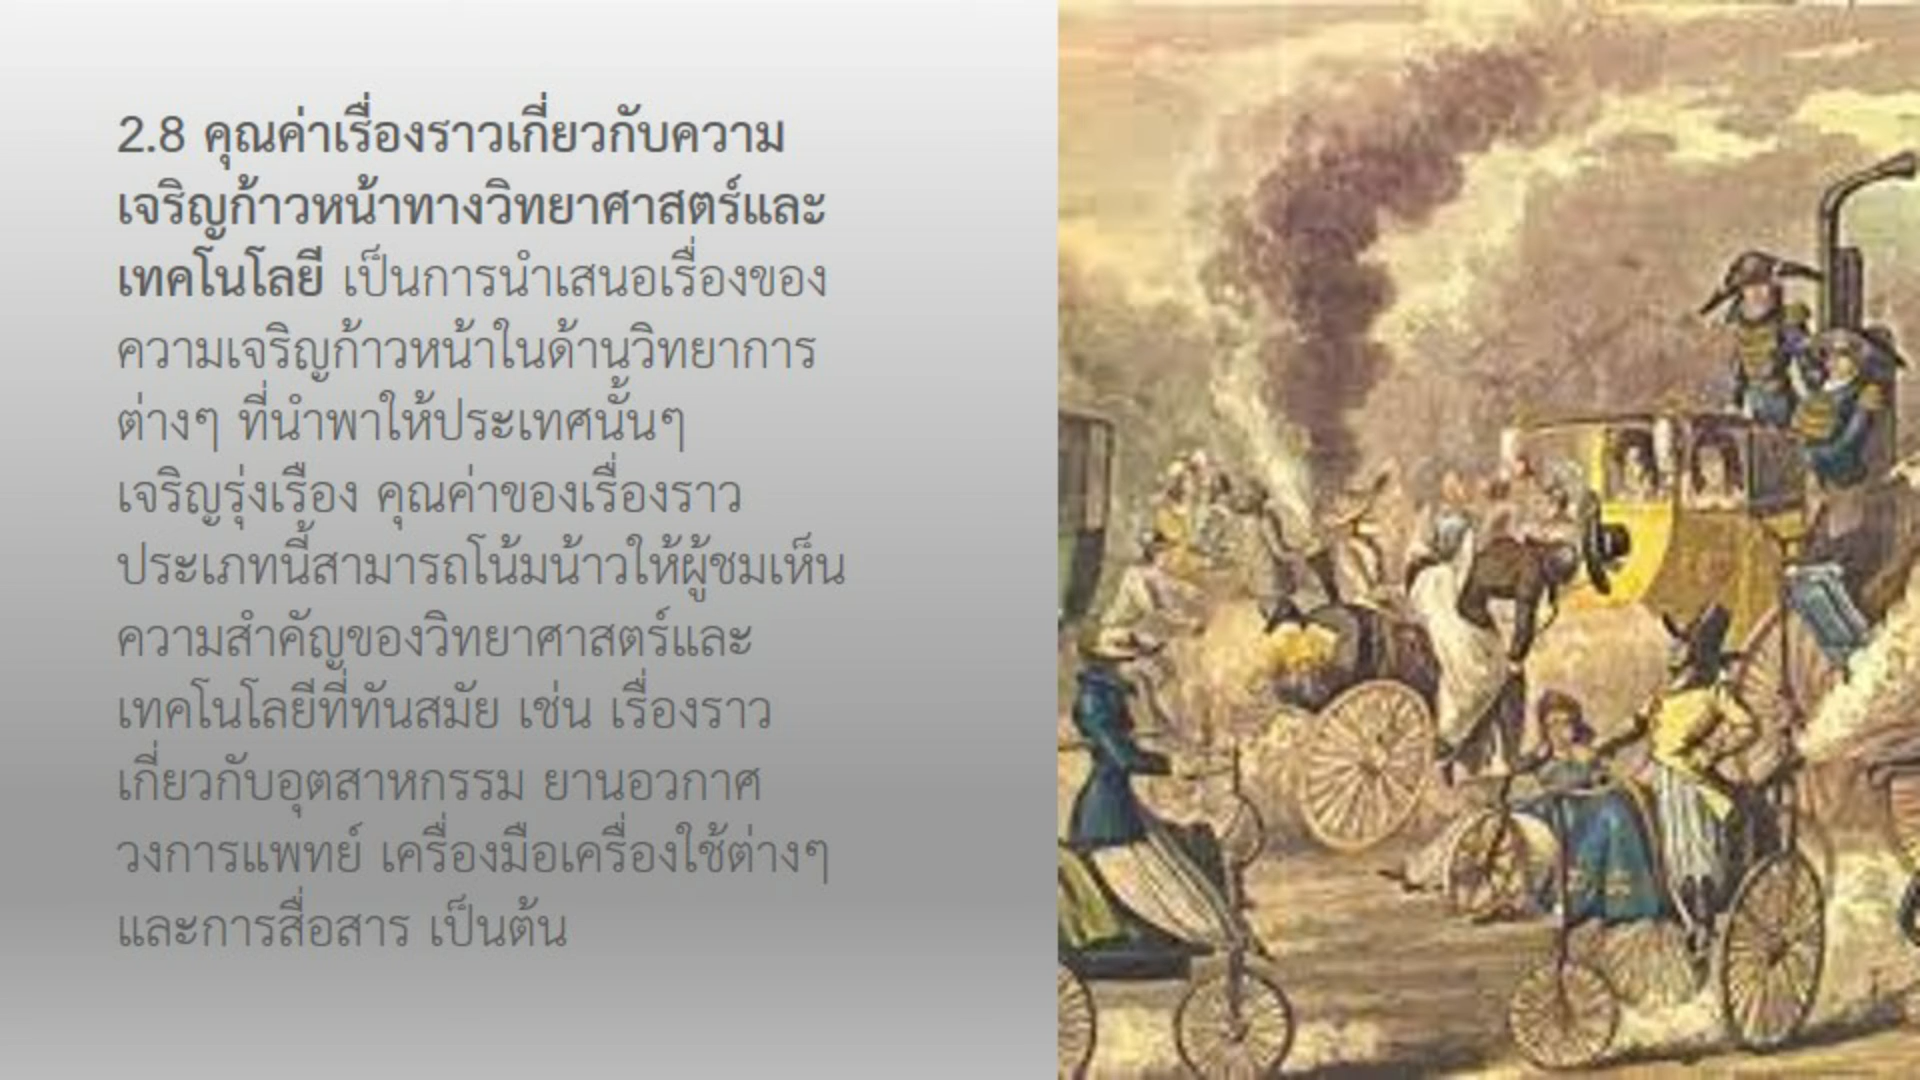 2.8 คุณค่าเรื่องราวเกี่ยวกับความ
เจริญก้าวหน้าทางวิทยาศาสตร์และ
เทคโนโลยี เป็นการนำเสนอเรื่องของ
ความเจริญก้าวหน้าในด้านวิทยาการ
ต่างๆ ที่นำพาให้ประเทศนั้นๆ
เจริญรุ่งเรือง คุณค่าของเรื่องราว
ประเภทนี้สามารถโน้มน้าวให้ผู้ชมเห็น
ความสำคัญของวิทยาศาสตร์และ
เทคโนโลยีที่ทันสมัย เช่น เรื่องราว
เกี่ยวกับอุตสาหกรรม ยานอวกาศ
วงการแพทย์ เครื่องมือเครื่องใช้ต่างๆ
และการสื่อสาร เป็นต้น